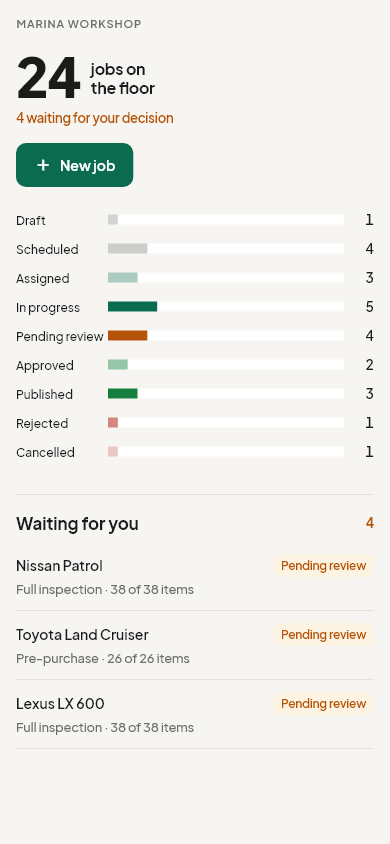 MARINA WORKSHOP
24 jobs on
the floor
4 waiting for your decision
+ New job
Draft 1
Scheduled 4
Assigned 3
In progress 5
Pending review 4
Approved 2
Published 3
Rejected 1
Cancelled 1
Waiting for you 4
Nissan Patrol Pending review
Full inspection · 38 of 38 items
Toyota Land Cruiser Pending review
Pre-purchase · 26 of 26 items
Lexus LX 600 Pending review
Full inspection · 38 of 38 items